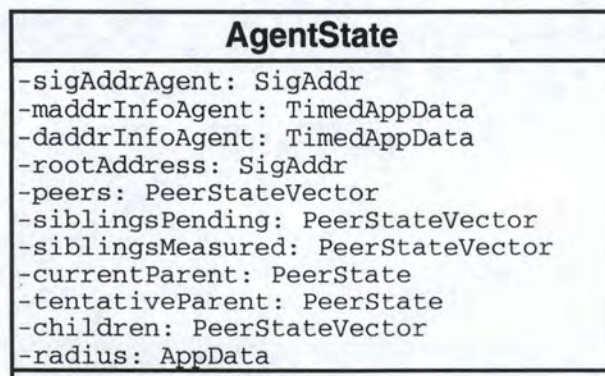 AgentState
-sigAddrAgent: SigAddr
-maddrInfoAgent: TimedAppData
-daddrInfoAgent: TimedAppData
-rootAddress: SigAddr
-peers: PeerStateVector
-siblingsPending: PeerStateVector
-siblingsMeasured: PeerStateVector
-currentParent: PeerState
-tentativeParent: PeerState
-children: PeerStateVector
-radius: AppData